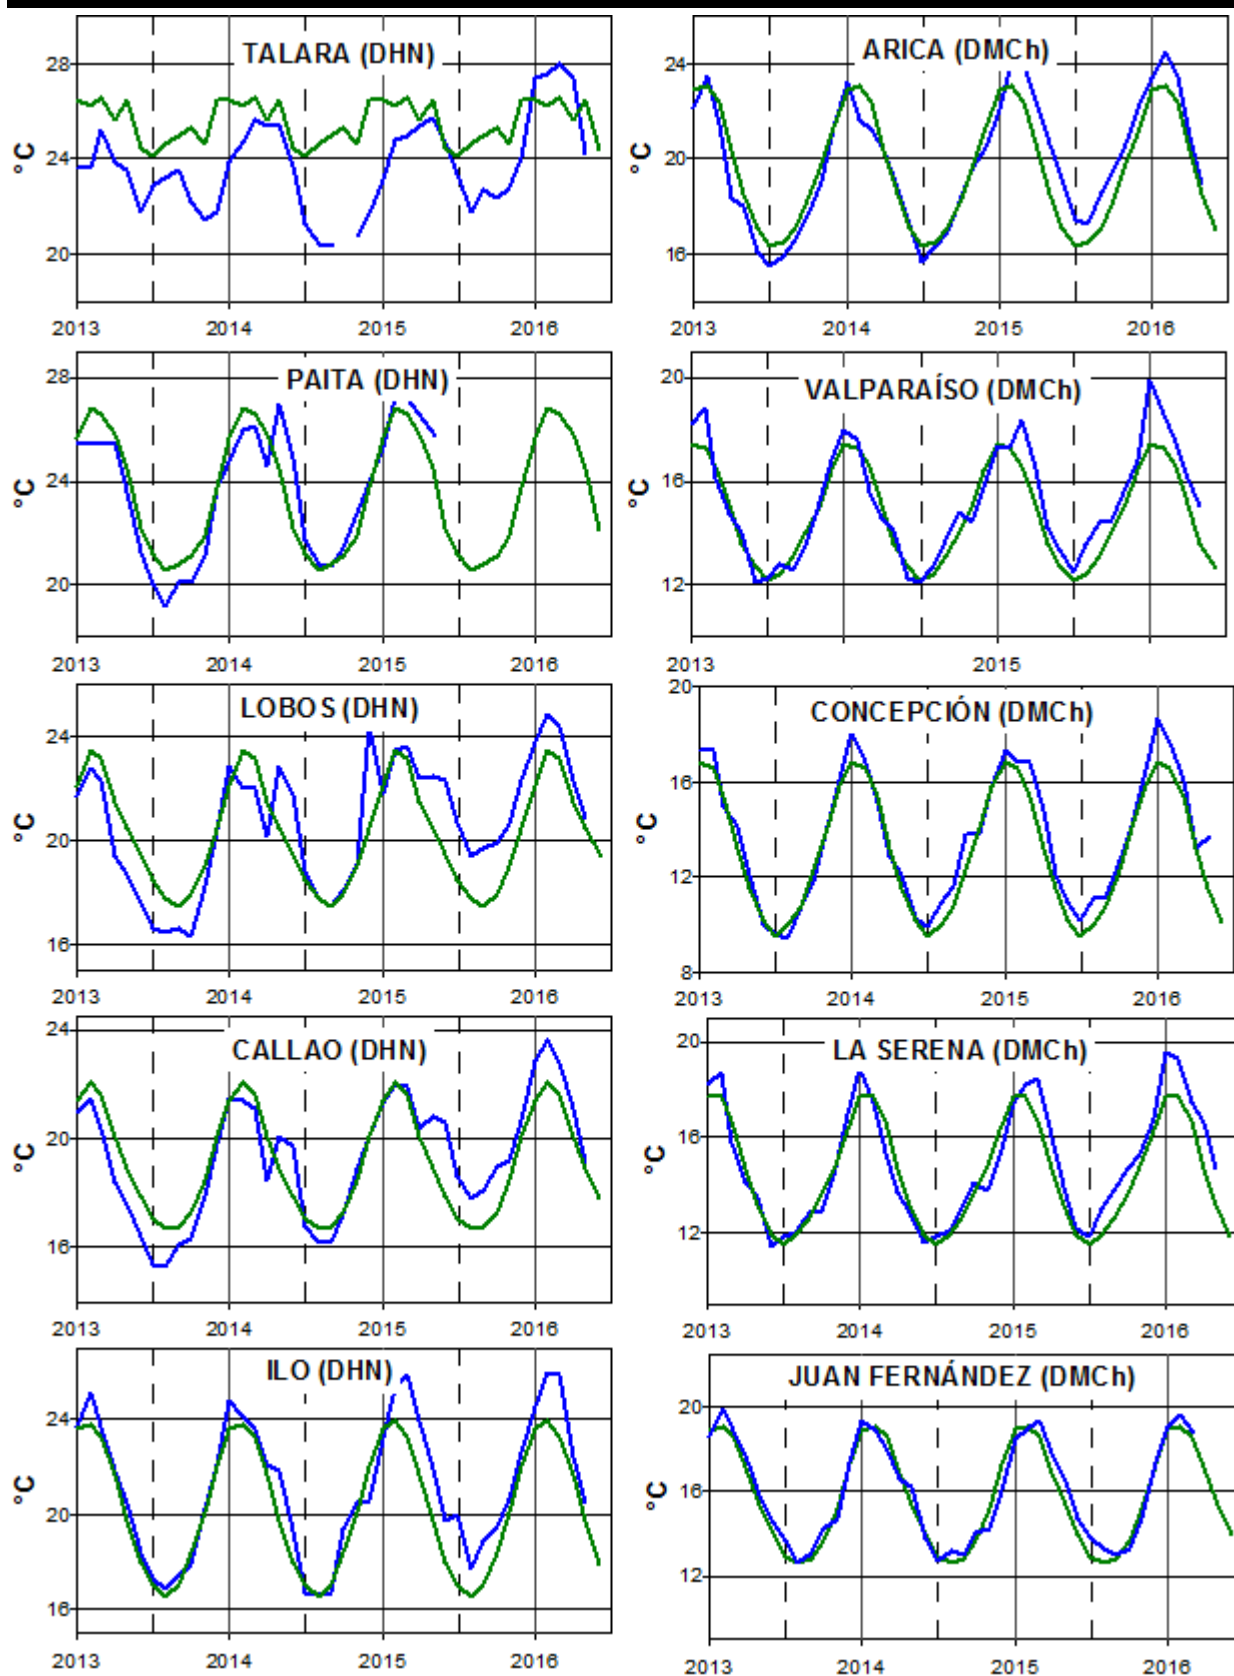 TALARA (DHN)
°C
28
24
20
2013 2014 2015 2016
ARICA (DMCh)
°C
24
20
16
2013 2014 2015 2016
PAITA (DHN)
°C
28
24
20
2013 2014 2015 2016
VALPARAÍSO (DMCh)
°C
20
16
12
2013 2015
LOBOS (DHN)
°C
24
20
16
2013 2014 2015 2016
CONCEPCIÓN (DMCh)
°C
20
16
12
8
2013 2014 2015 2016
CALLAO (DHN)
°C
24
20
16
2013 2014 2015 2016
LA SERENA (DMCh)
°C
20
16
12
2013 2014 2015 2016
ILO (DHN)
°C
24
20
16
2013 2014 2015 2016
JUAN FERNÁNDEZ (DMCh)
°C
20
16
12
2013 2014 2015 2016